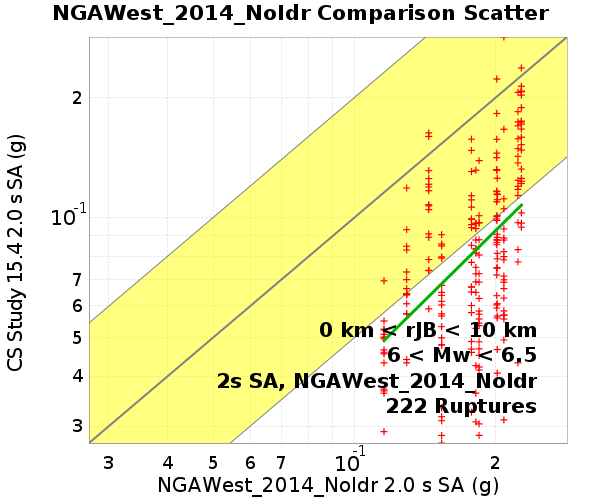 NGAWest_2014_NoIdr Comparison Scatter
CS Study 15.4 2.0 s SA (g)
2
10-1
7
6
5
4
3
0 km < rJB < 10 km
6 < Mw < 6.5
2s SA, NGAWest_2014_NoIdr
222 Ruptures
3 4 5 6 7 10-1 2
NGAWest_2014_NoIdr 2.0 s SA (g)